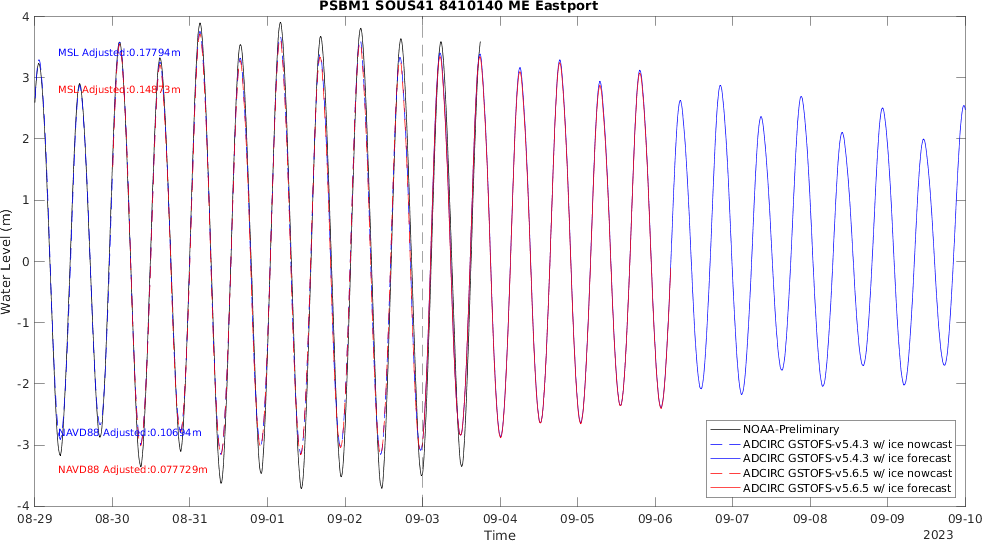 PSBM1 SOUS41 8410140 ME Eastport
4
3
2
1
0
-1
-2
-3
-4
Water Level (m)
MSL Adjusted:0.17794m
MSL Adjusted:0.14873m
NAVD88 Adjusted:0.10694m
NAVD88 Adjusted:0.077729m
NOAA-Preliminary
ADCIRC GSTOFS-v5.4.3 w/ ice nowcast
ADCIRC GSTOFS-v5.4.3 w/ ice forecast
ADCIRC GSTOFS-v5.6.5 w/ ice nowcast
ADCIRC GSTOFS-v5.6.5 w/ ice forecast
08-29 08-30 08-31 09-01 09-02 09-03 09-04 09-05 09-06 09-07 09-08 09-09 09-10
Time
2023